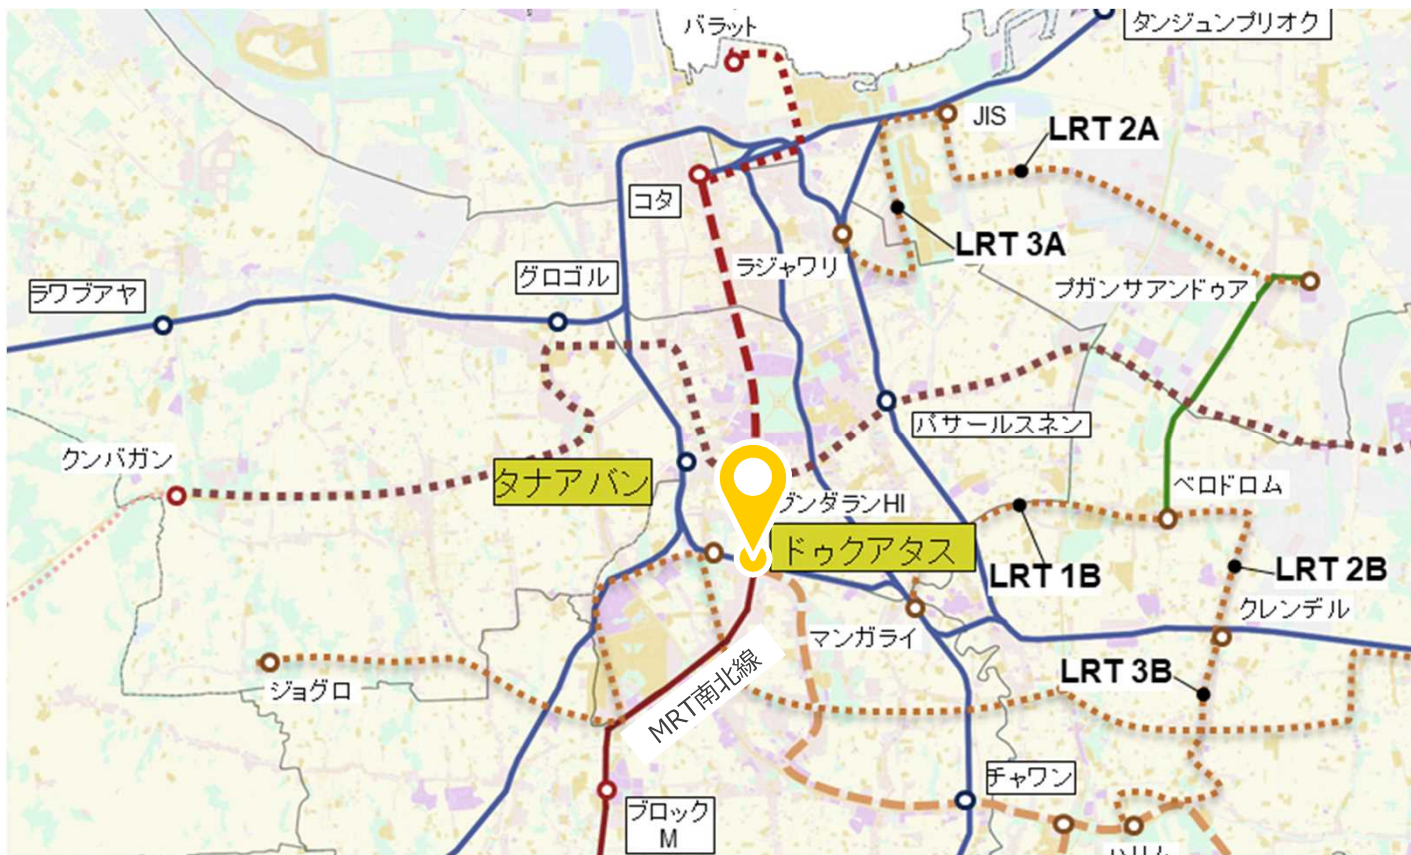 バラット
タンジュンプリオク
JIS
LRT 2A
コタ
LRT 3A
グロゴル
ラジャワリ
ラワブアヤ
プガンサアンドゥア
パサールスネン
クンバガン
タナアバン
ベロドロム
ブンダランHI
ドゥクアタス
LRT 1B
LRT 2B
クレンデル
マンガライ
LRT 3B
MRT南北線
ジョグロ
チャワン
ブロック
M